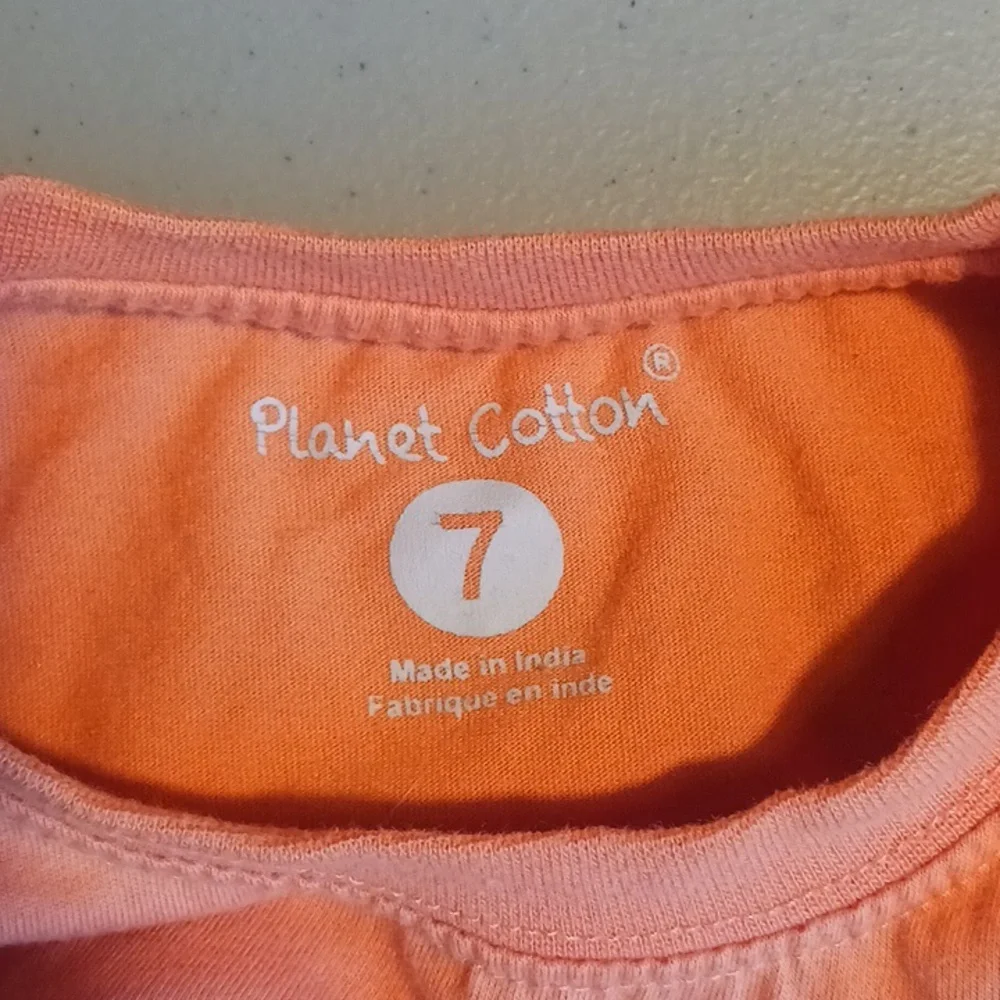 Planet Cotton®
7
Made in India
Fabrique en inde